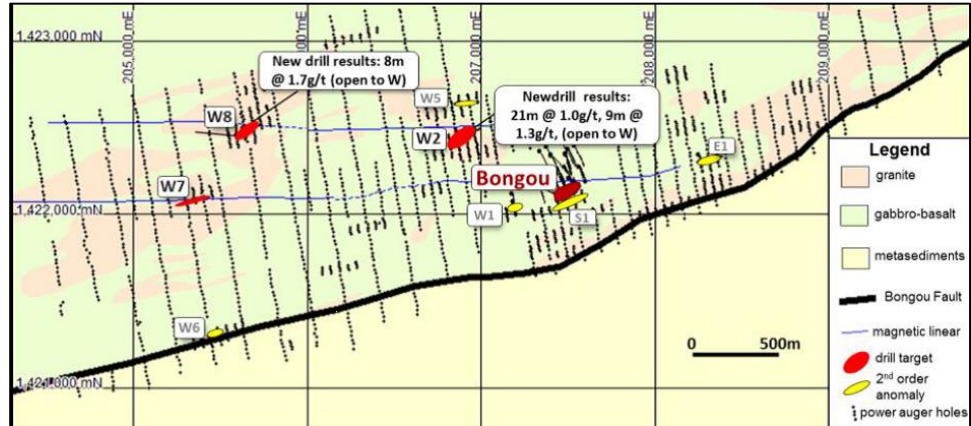 1,423,000 mN
205,000 mE
207,000 mE
208,000 mE
209,000 mE
New drill results: 8m
@ 1.7g/t (open to W)
W5
Newdrill results:
21m @ 1.0g/t, 9m @
1.3g/t, (open to W)
W8
W2
E1
Bongou
W7
1,422,000 mN
W1
S1
W6
1,421,000 mN
0 500m
Legend
granite
gabbro-basalt
metasediments
Bongou Fault
magnetic linear
drill target
2nd order
anomaly
power auger holes